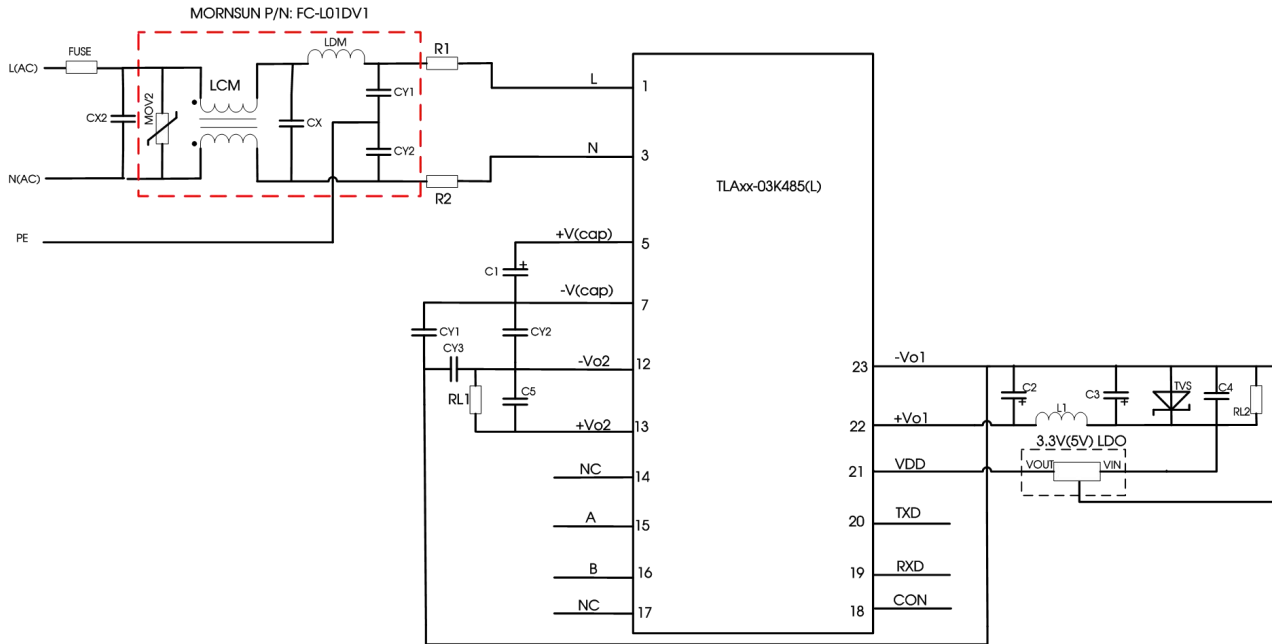 MORNSUN P/N: FC-L01DV1
FUSE
LDM
R1
L(AC)
LCM
L
1
CX2
MOV2
CX
CY1
CY2
N
3
N(AC)
R2
TLAxx-03K485(L)
PE
+V(cap)
5
C1
+
-V(cap)
7
CY1
CY2
CY3
-Vo2
12
RL1
C5
+Vo2
13
NC
14
A
15
B
16
NC
17
23
-Vo1
C2
+
L1
C3
+
TVS
C4
RL2
22
+Vo1
3.3V(5V) LDO
21
VDD
VOUT
VIN
20
TXD
19
RXD
18
CON